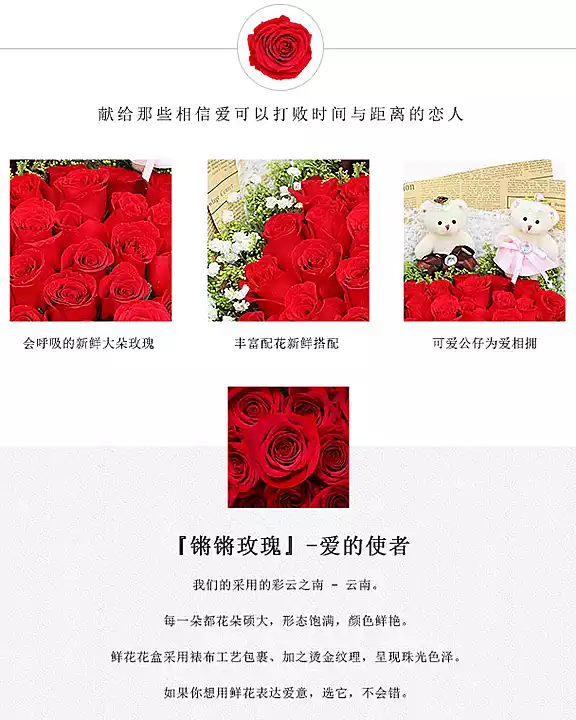 献给那些相信爱可以打败时间与距离的恋人
会呼吸的新鲜大朵玫瑰
丰富配花新鲜搭配
可爱公仔为爱相拥
『锵锵玫瑰』-爱的使者
我们的采用的彩云之南 - 云南。
每一朵都花朵硕大，形态饱满，颜色鲜艳。
鲜花花盒采用裱布工艺包裹、加之烫金纹理，呈现珠光色泽。
如果你想用鲜花表达爱意，选它，不会错。